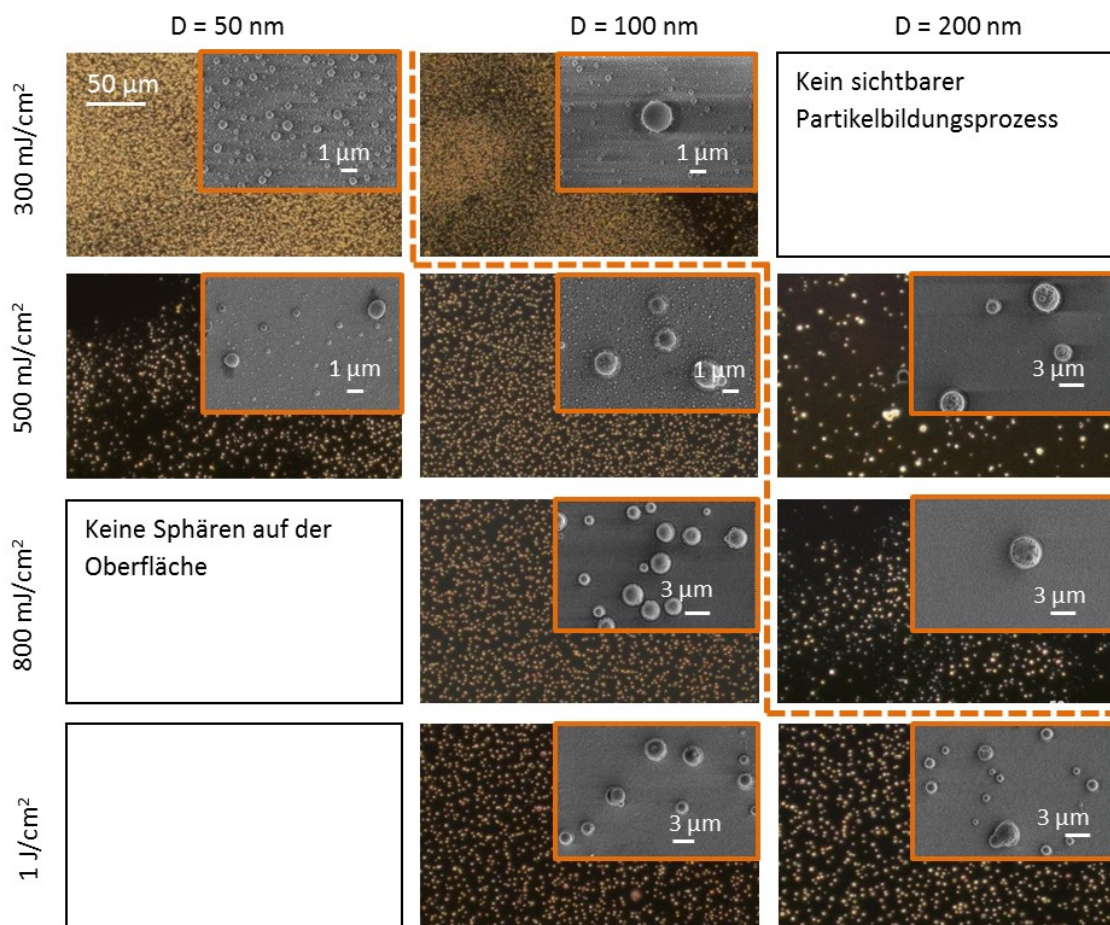 D = 50 nm
D = 100 nm
D = 200 nm
300 mJ/cm²
50 µm
1 µm
1 µm
Kein sichtbarer
Partikelbildungsprozess
500 mJ/cm²
1 µm
1 µm
3 µm
800 mJ/cm²
Keine Sphären auf der
Oberfläche
3 µm
3 µm
1 J/cm²
3 µm
3 µm